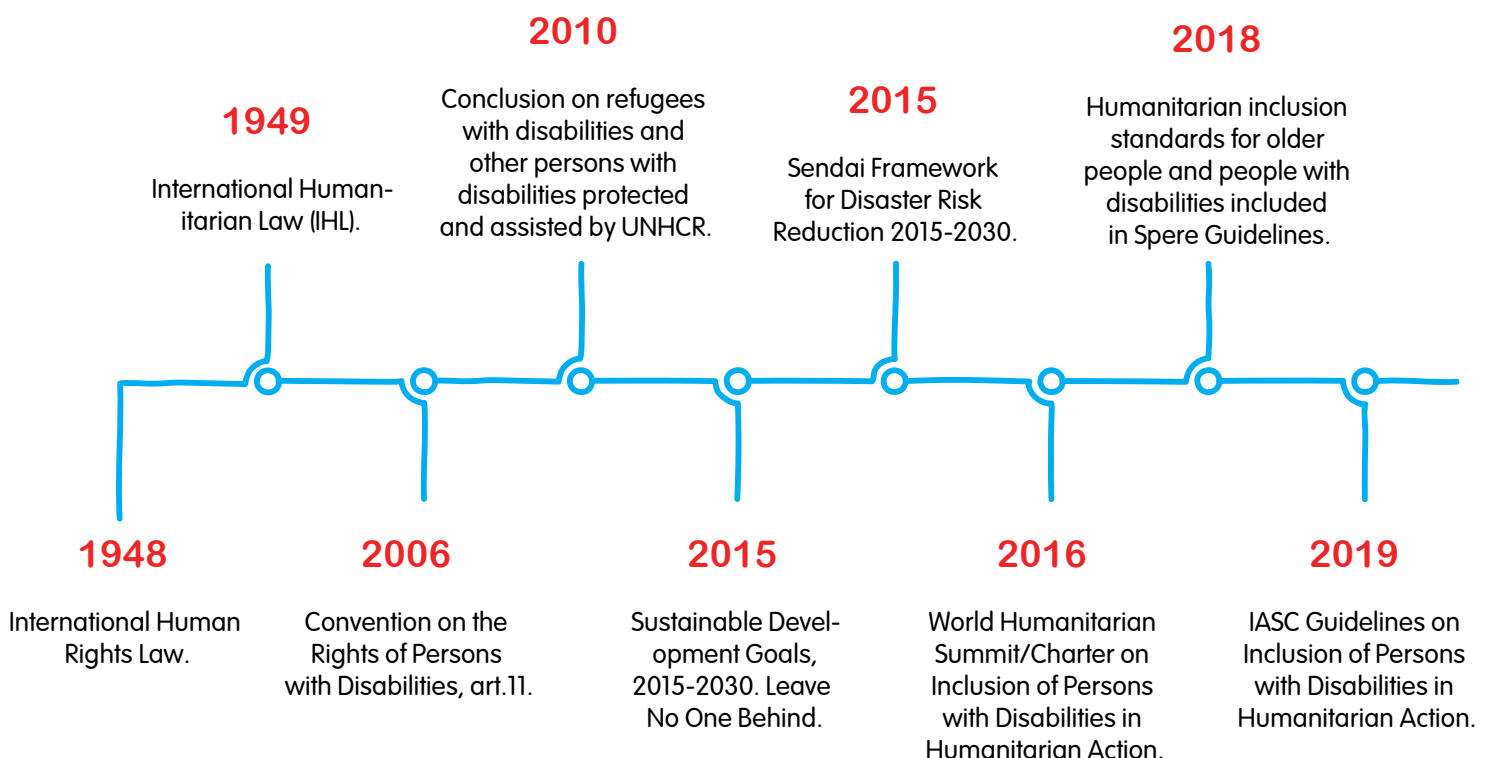 1948
International Human
Rights Law.
1949
International Human-
itarian Law (IHL).
2006
Convention on the
Rights of Persons
with Disabilities, art.11.
2010
Conclusion on refugees
with disabilities and
other persons with
disabilities protected
and assisted by UNHCR.
2015
Sustainable Devel-
opment Goals,
2015-2030. Leave
No One Behind.
2015
Sendai Framework
for Disaster Risk
Reduction 2015-2030.
2016
World Humanitarian
Summit/Charter on
Inclusion of Persons
with Disabilities in
Humanitarian Action.
2018
Humanitarian inclusion
standards for older
people and people with
disabilities included
in Spere Guidelines.
2019
IASC Guidelines on
Inclusion of Persons
with Disabilities in
Humanitarian Action.